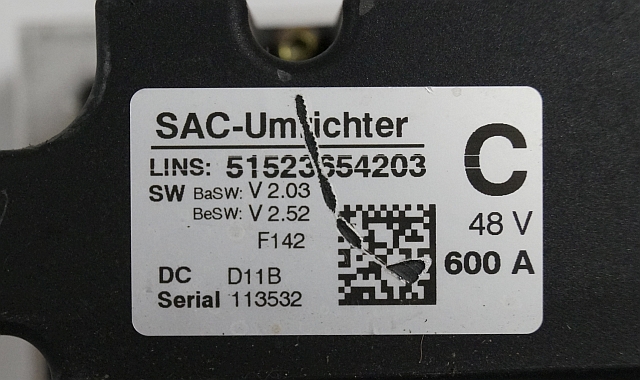 SAC-Umrichter
LINS: 51523654203
SW BaSW: V 2.03
BeSW: V 2.52
F142
DC D11B
Serial 113532
C
48 V
600 A